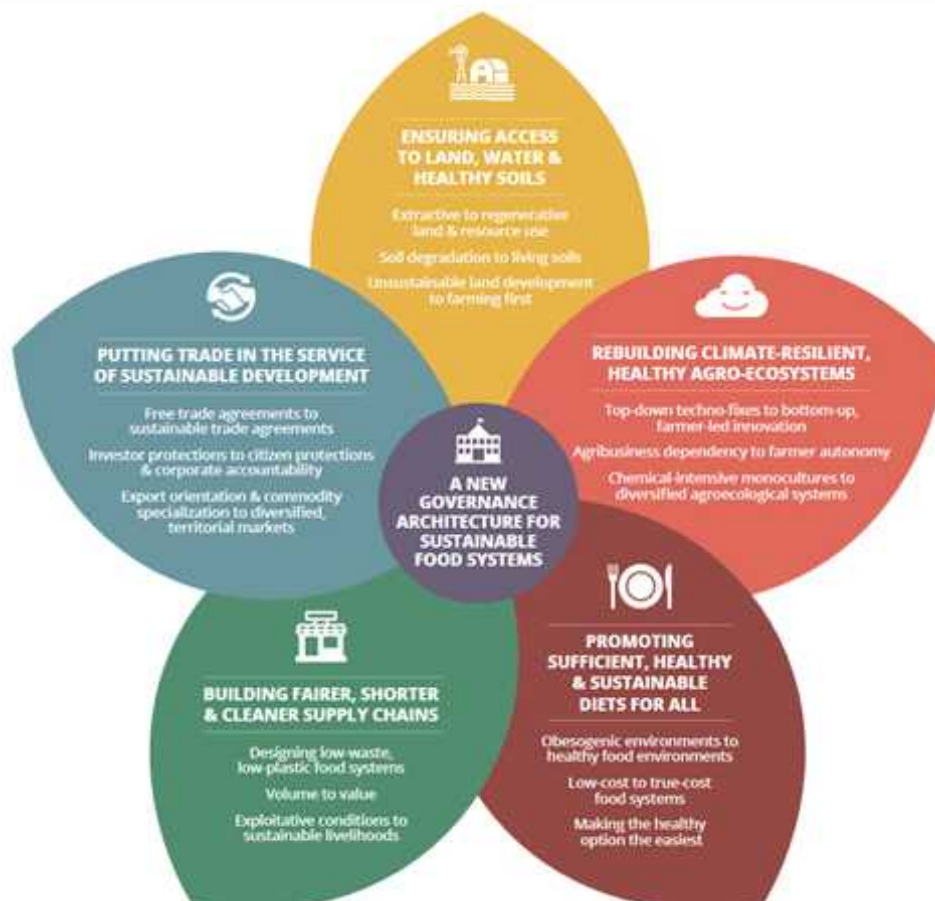 ENSURING ACCESS
TO LAND, WATER &
HEALTHY SOILS
Extractive to regenerative
land & resource use
Soil degradation to living soils
Unsustainable land development
to farming first
PUTTING TRADE IN THE SERVICE
OF SUSTAINABLE DEVELOPMENT
Free trade agreements to
sustainable trade agreements
Investor protections to citizen protections
& corporate accountability
Export orientation & commodity
specialization to diversified,
territorial markets
REBUILDING CLIMATE-RESILIENT,
HEALTHY AGRO-ECOSYSTEMS
Top-down techno-fixes to bottom-up,
farmer-led innovation
Agribusiness dependency to farmer autonomy
Chemical-intensive monocultures to
diversified agroecological systems
A NEW
GOVERNANCE
ARCHITECTURE FOR
SUSTAINABLE
FOOD SYSTEMS
BUILDING FAIRER, SHORTER
& CLEANER SUPPLY CHAINS
Designing low-waste,
low-plastic food systems
Volume to value
Exploitative conditions to
sustainable livelihoods
PROMOTING
SUFFICIENT, HEALTHY
& SUSTAINABLE
DIETS FOR ALL
Obesogenic environments to
healthy food environments
Low-cost to true-cost
food systems
Making the healthy
option the easiest